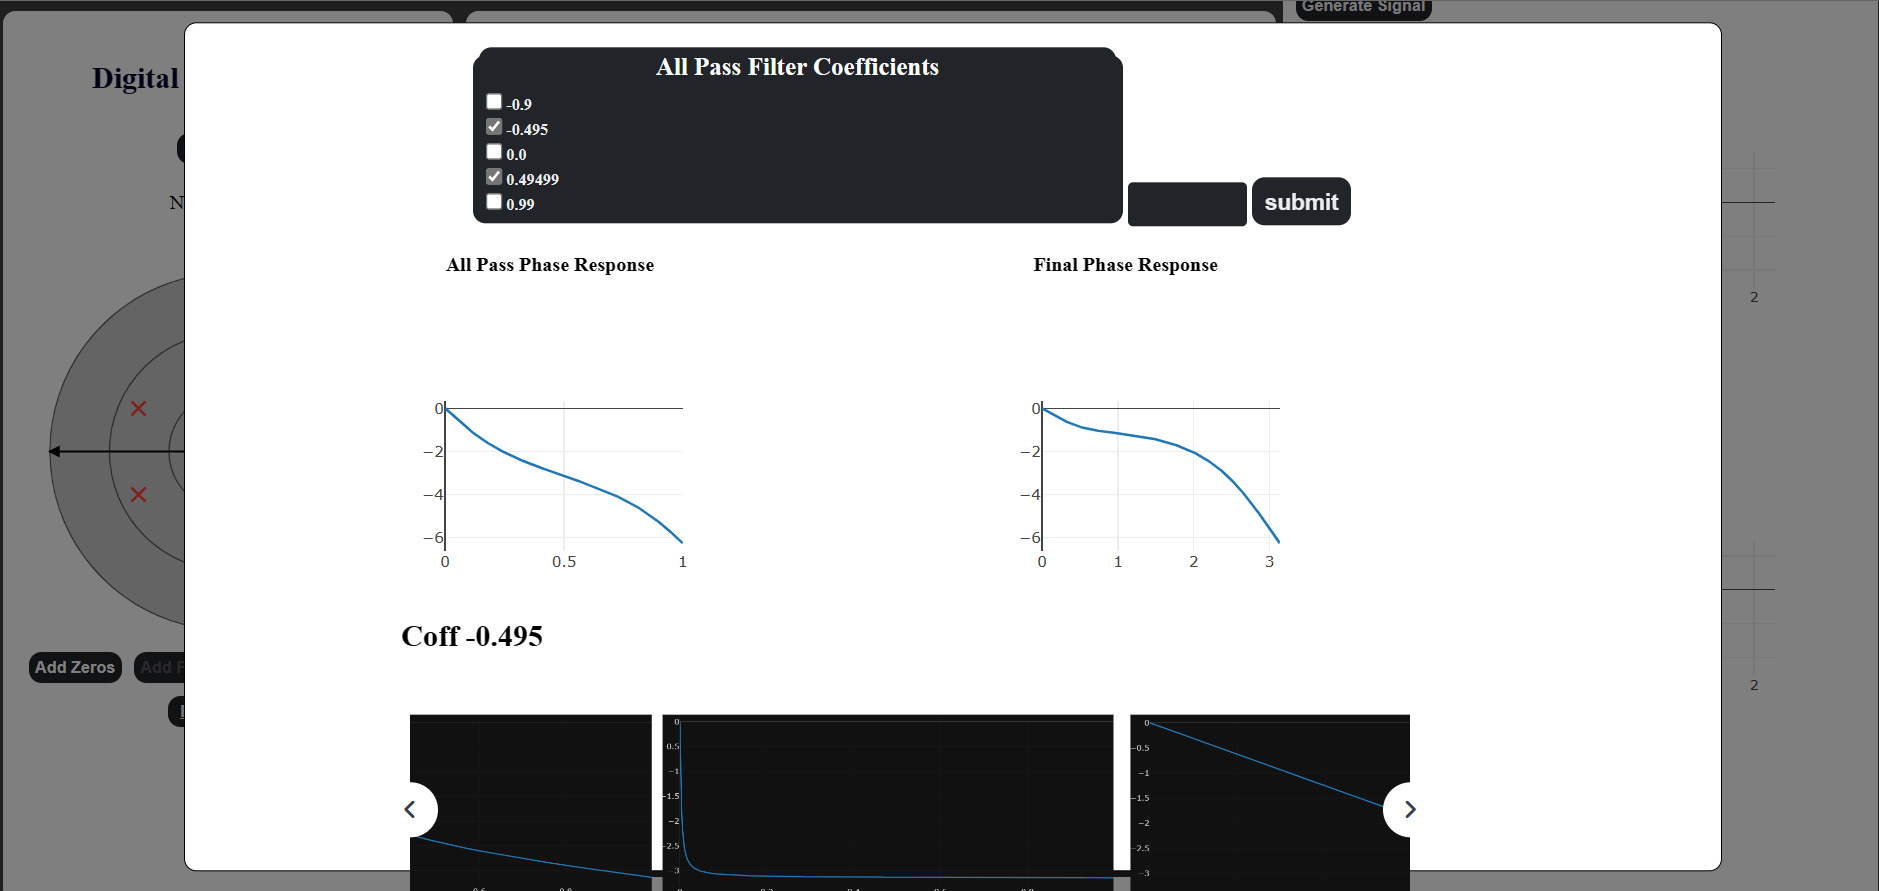 Generate Signal
Digital
N
All Pass Filter Coefficients
-0.9
-0.495
0.0
0.49499
0.99
submit
All Pass Phase Response
Final Phase Response
0
−2
−4
−6
0 0.5 1
0
−2
−4
−6
0 1 2 3
2
2
Coff -0.495
Add Zeros
Add
0
0.5
−1
1.5
−2
2.5
−3
0
−0.5
−1
−1.5
−2
−2.5
−3